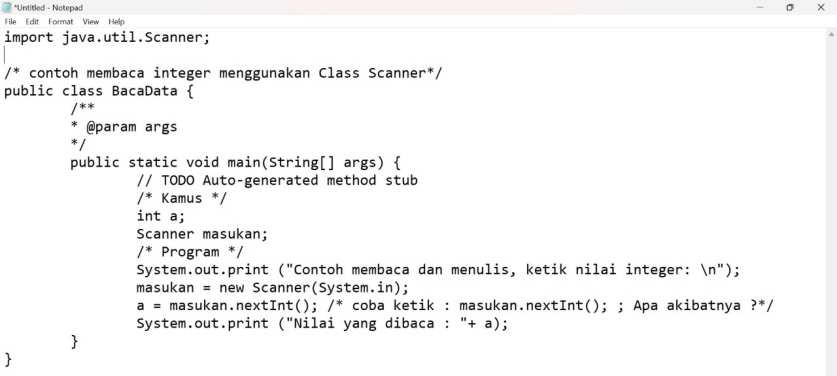 *Untitled - Notepad
File Edit Format View Help
import java.util.Scanner;

/* contoh membaca integer menggunakan Class Scanner*/
public class BacaData {
        /**
        * @param args
        */
        public static void main(String[] args) {
                // TODO Auto-generated method stub
                /* Kamus */
                int a;
                Scanner masukan;
                /* Program */
                System.out.print ("Contoh membaca dan menulis, ketik nilai integer: \n");
                masukan = new Scanner(System.in);
                a = masukan.nextInt(); /* coba ketik : masukan.nextInt(); ; Apa akibatnya ?*/
                System.out.print ("Nilai yang dibaca : "+ a);
        }
}